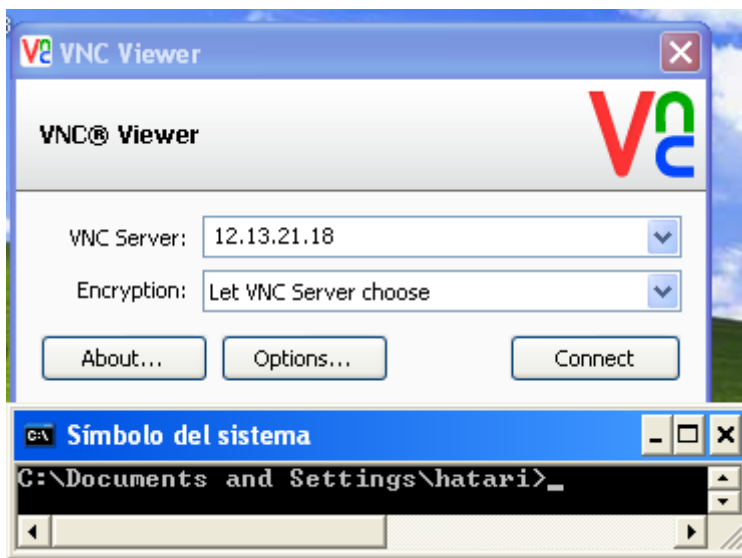 VNC Viewer
VNC® Viewer
VNC
VNC Server: 12.13.21.18
Encryption: Let VNC Server choose
About... Options... Connect
C:\ Símbolo del sistema
C:\Documents and Settings\hatari>_